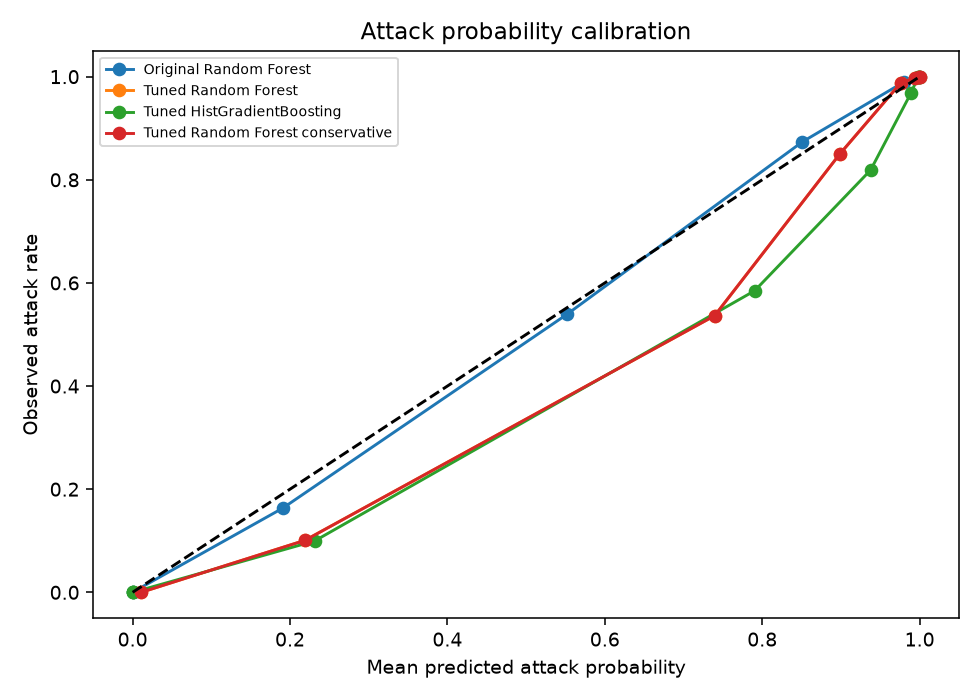 Attack probability calibration
Original Random Forest
Tuned Random Forest
Tuned HistGradientBoosting
Tuned Random Forest conservative
1.0
0.8
0.6
0.4
0.2
0.0
Observed attack rate
0.0 0.2 0.4 0.6 0.8 1.0
Mean predicted attack probability